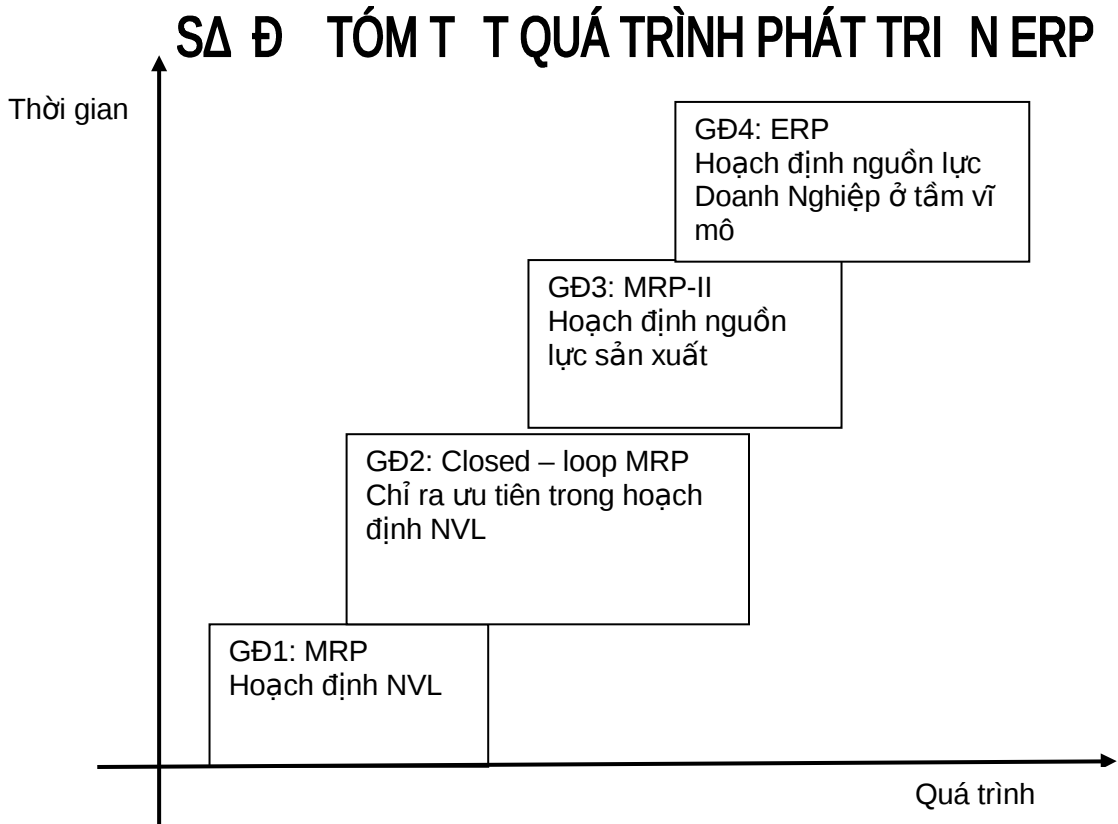 SΔ Đ TÓM T T QUÁ TRÌNH PHÁT TRI N ERP
Thời gian
GĐ4: ERP
Hoạch định nguồn lực
Doanh Nghiệp ở tầm vĩ
mô
GĐ3: MRP-II
Hoạch định nguồn
lực sản xuất
GĐ2: Closed – loop MRP
Chỉ ra ưu tiên trong hoạch
định NVL
GĐ1: MRP
Hoạch định NVL
Quá trình